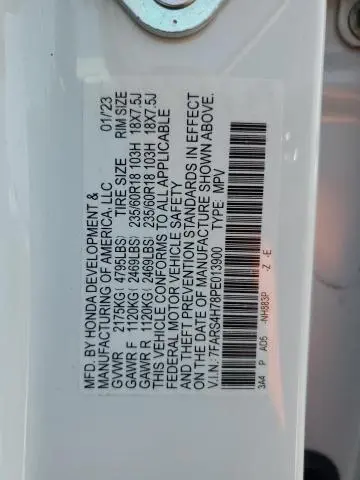 MFD. BY HONDA DEVELOPMENT &
MANUFACTURING OF AMERICA, LLC 01/23
GVWR 2175KG(4795LBS) TIRE SIZE RIM SIZE
GAWR F 1120KG(2469LBS) 235/60R18 103H 18X7.5J
GAWR R 1120KG(2469LBS) 235/60R18 103H 18X7.5J
THIS VEHICLE CONFORMS TO ALL APPLICABLE
FEDERAL MOTOR VEHICLE SAFETY
AND THEFT PREVENTION STANDARDS IN EFFECT
ON THE DATE OF MANUFACTURE SHOWN ABOVE.
V.I.N.:7FARS4H78PE013900 TYPE: MPV
3A4 P AD5 -NH883P -Z -E